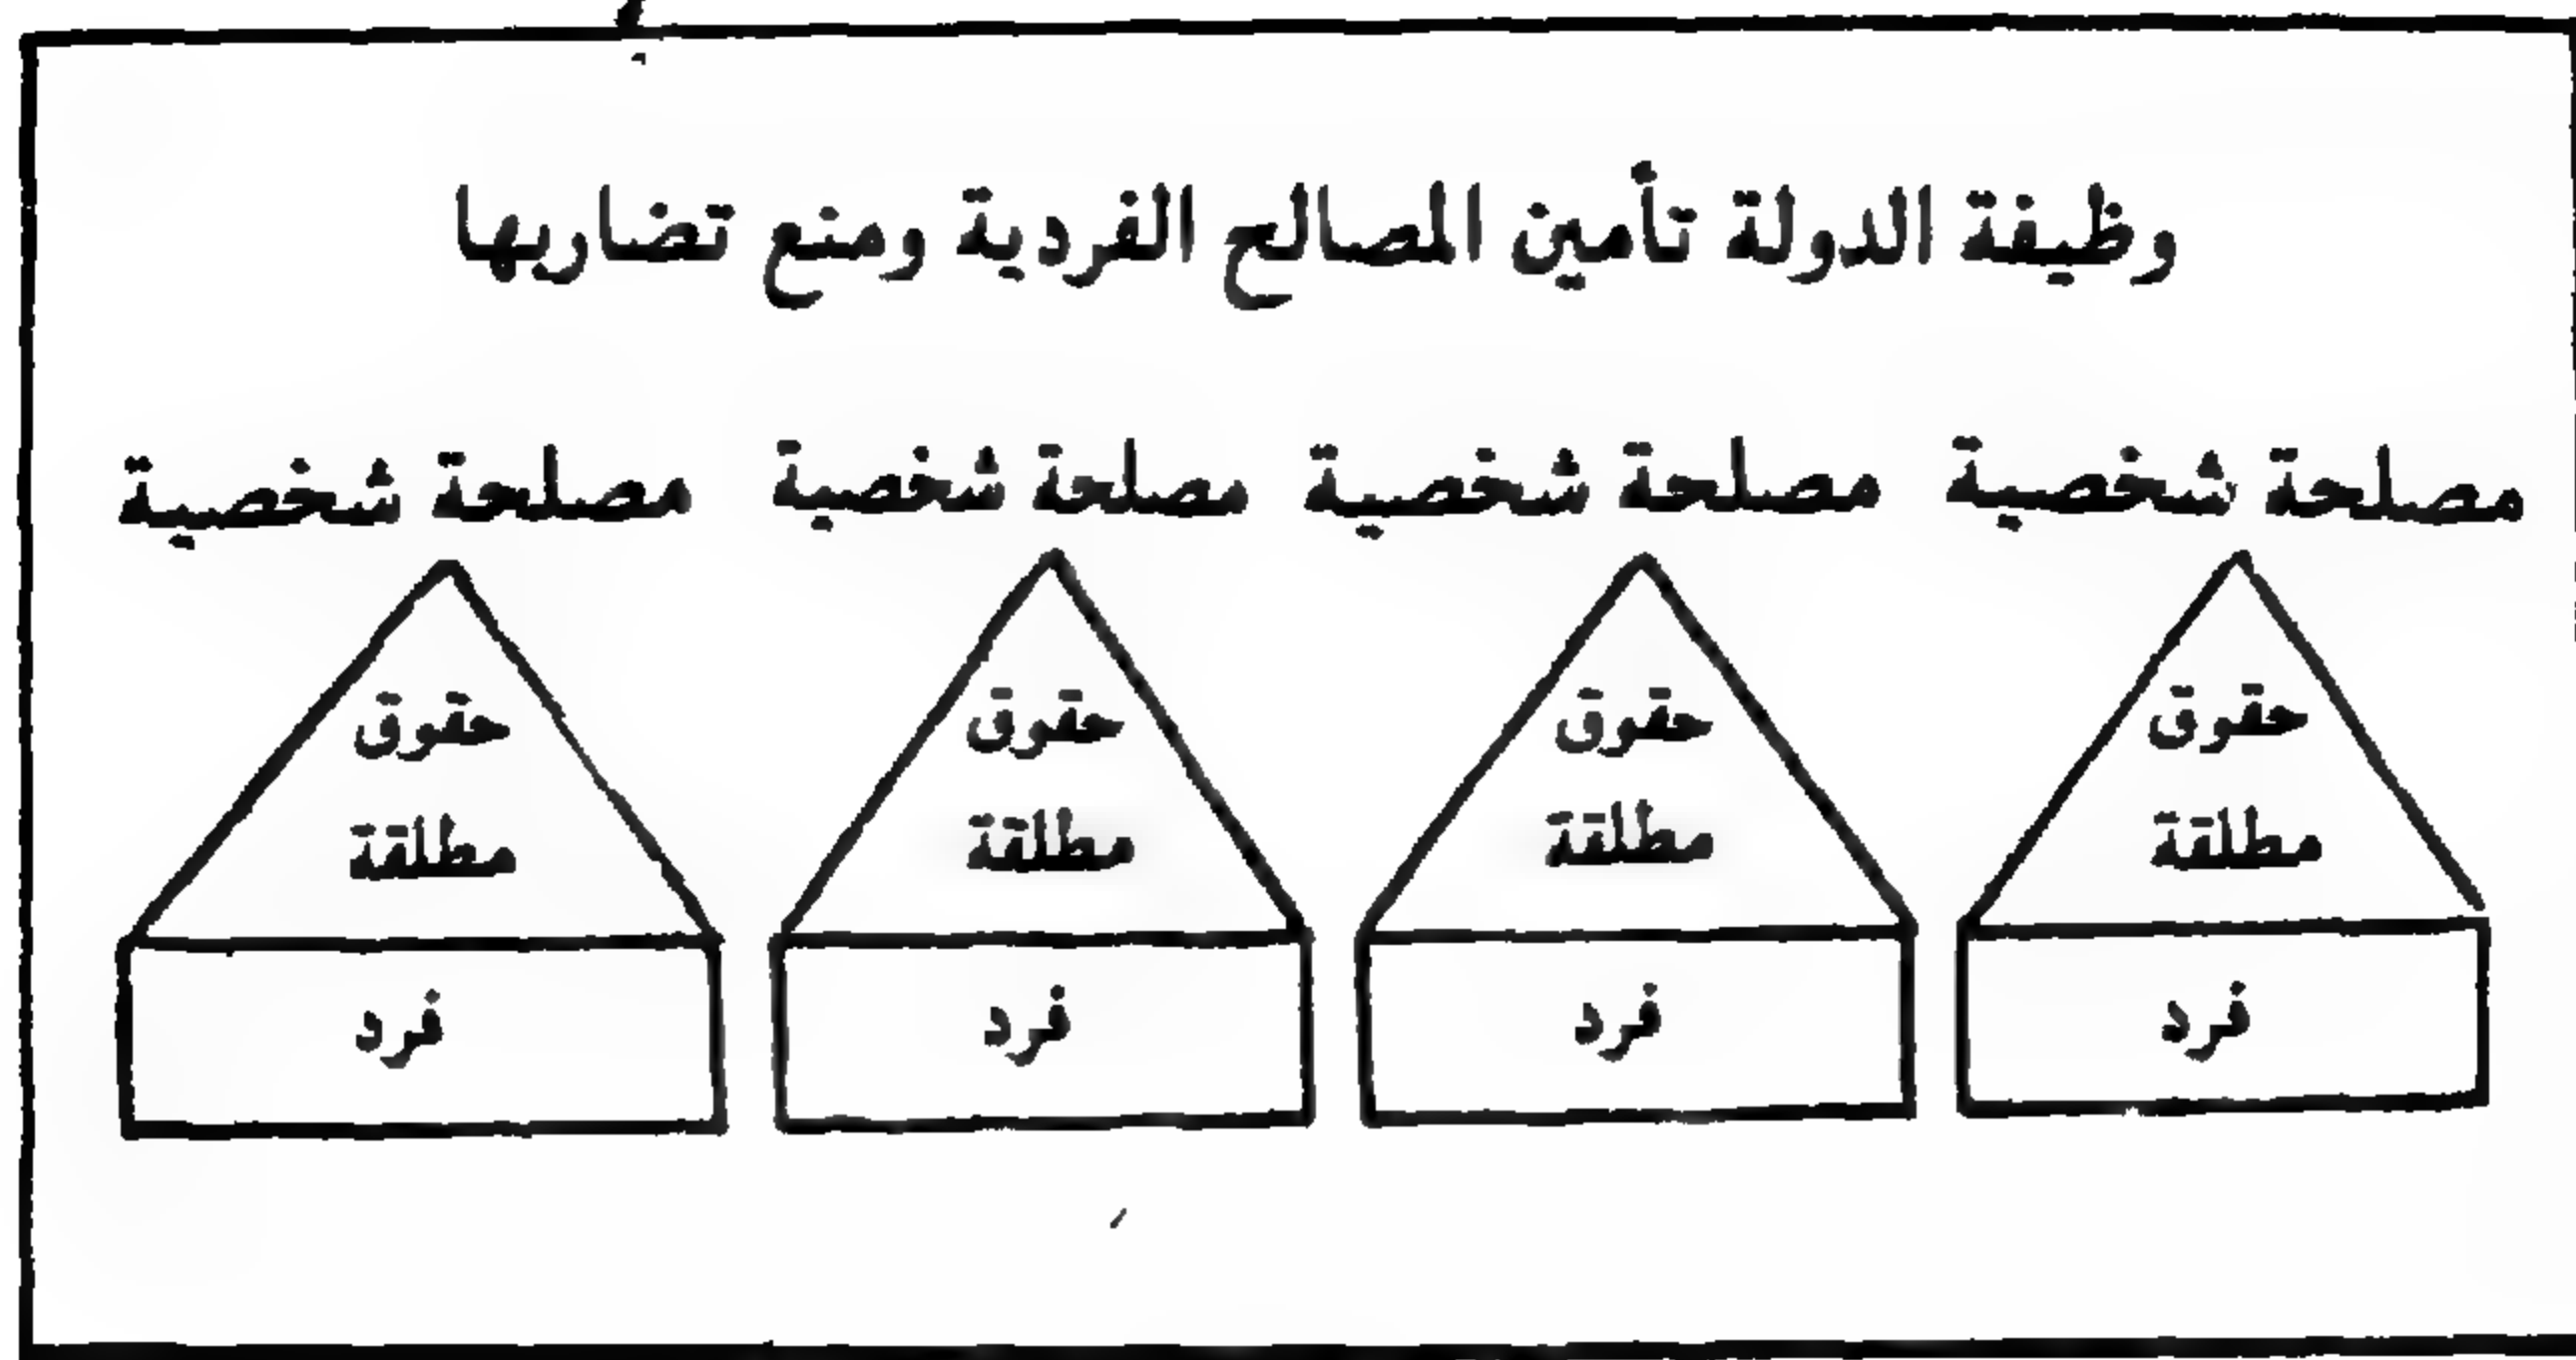 وظيفة الدولة تأمين المصالح الفردية ومنع تضاربها
مصلحة شخصية مصلحة شخصية مصلحة شخصية مصلحة شخصية
حقوق حقوق حقوق حقوق
مطلقة مطلقة مطلقة مطلقة
فرد فرد فرد فرد